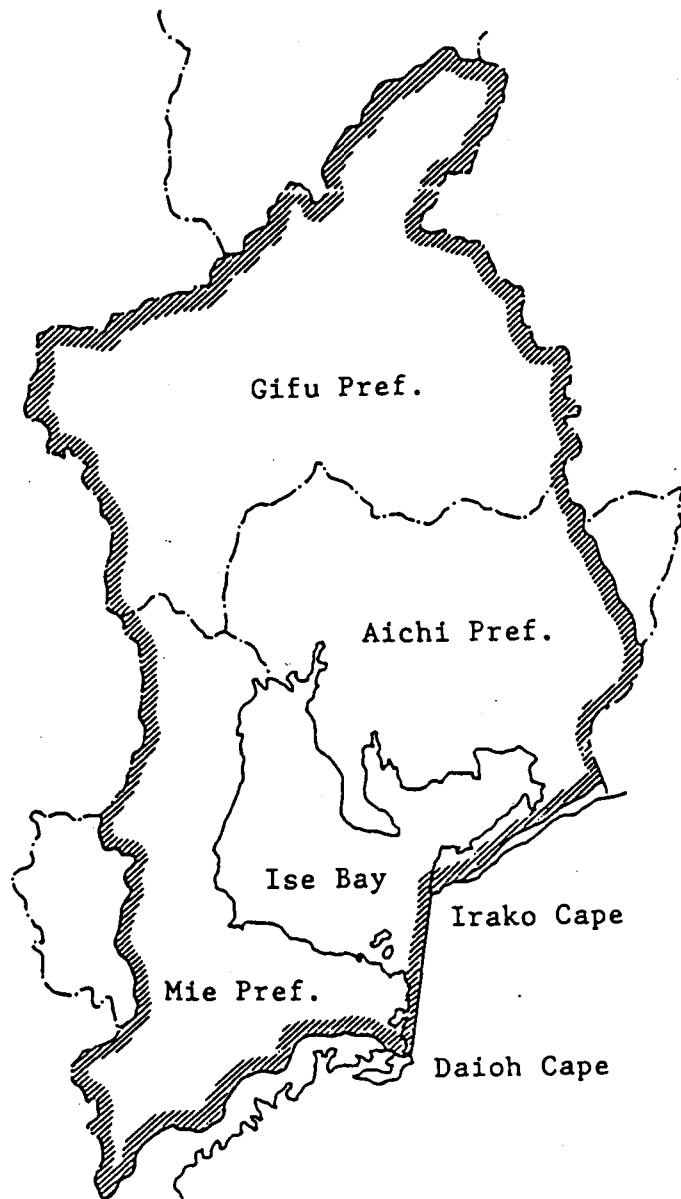 Gifu Pref.
Aichi Pref.
Ise Bay
Irako Cape
Mie Pref.
Daioh Cape